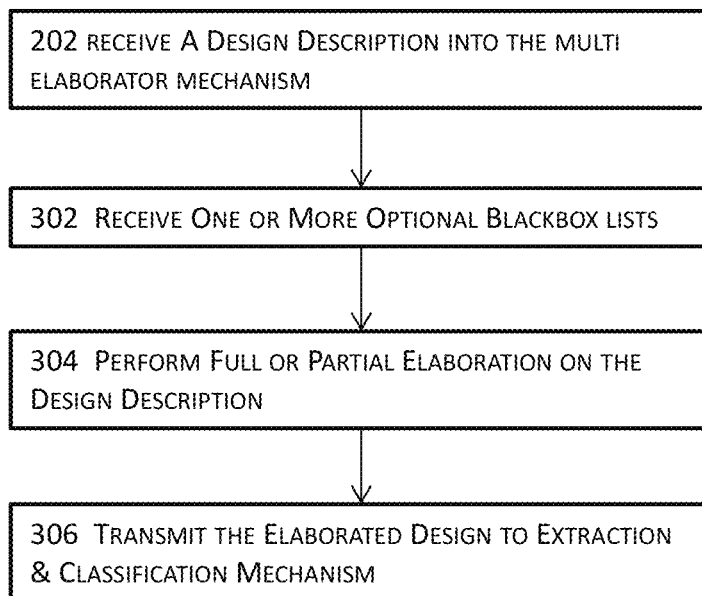 202 RECEIVE A DESIGN DESCRIPTION INTO THE MULTI
ELABORATOR MECHANISM
302 RECEIVE ONE OR MORE OPTIONAL BLACKBOX LISTS
304 PERFORM FULL OR PARTIAL ELABORATION ON THE
DESIGN DESCRIPTION
306 TRANSMIT THE ELABORATED DESIGN TO EXTRACTION
& CLASSIFICATION MECHANISM